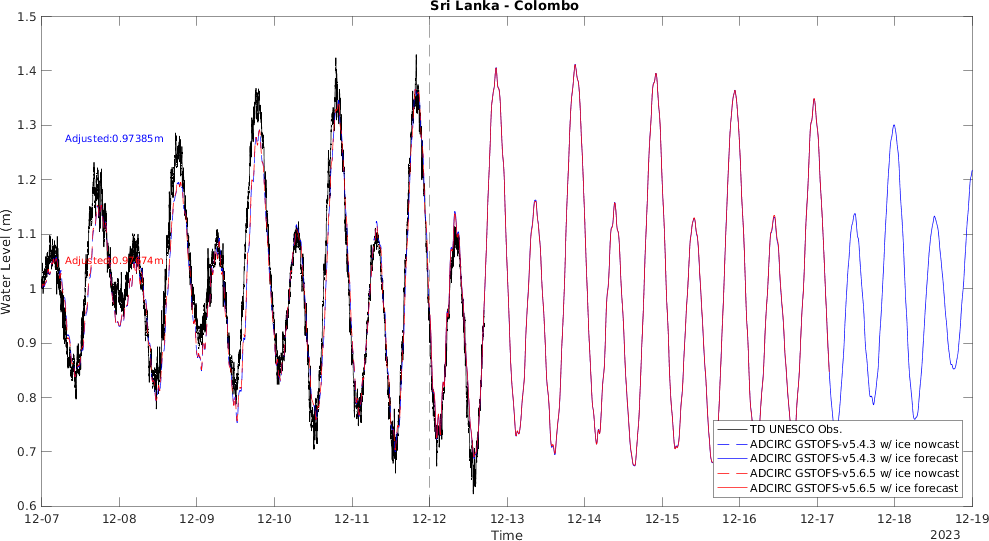 Sri Lanka - Colombo
1.5
1.4
1.3
1.2
1.1
1
0.9
0.8
0.7
0.6
Water Level (m)
Adjusted:0.97385m
TD UNESCO Obs.
ADCIRC GSTOFS-v5.4.3 w/ ice nowcast
ADCIRC GSTOFS-v5.4.3 w/ ice forecast
ADCIRC GSTOFS-v5.6.5 w/ ice nowcast
ADCIRC GSTOFS-v5.6.5 w/ ice forecast
12-07 12-08 12-09 12-10 12-11 12-12 12-13 12-14 12-15 12-16 12-17 12-18 12-19
Time
2023